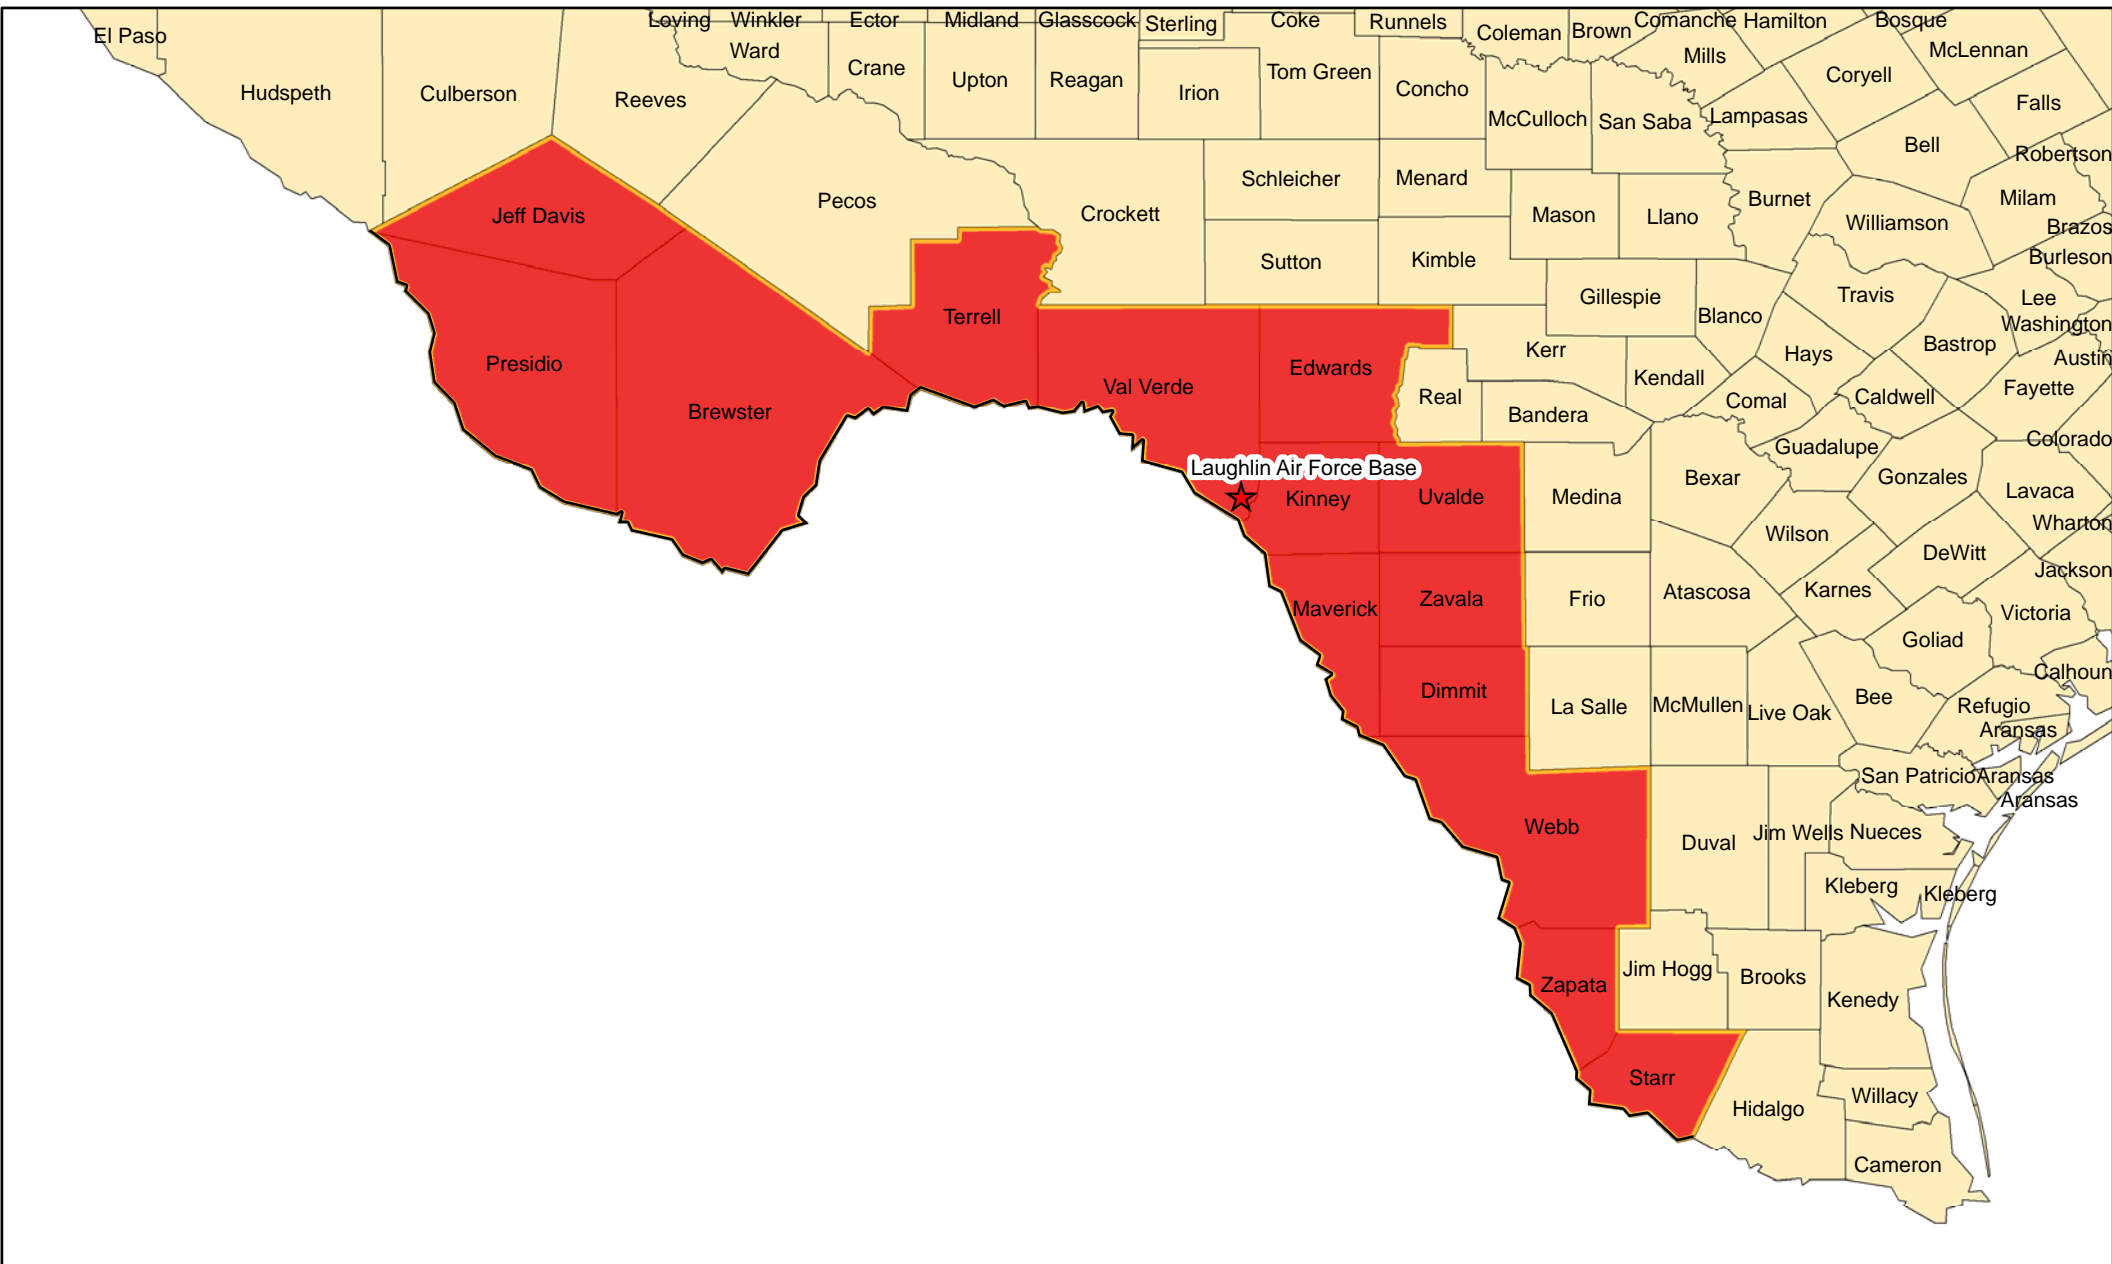 Loving
Winkler
Ector
Midland
Glasscock
Sterling
Coke
Runnels
Coleman
Brown
Comanche
Hamilton
Bosque
El Paso
Ward
Mills
McLennan
Hudspeth
Culberson
Reeves
Crane
Upton
Reagan
Irion
Tom Green
Concho
McCulloch
San Saba
Lampasas
Coryell
Falls
Bell
Robertson
Pecos
Crockett
Schleicher
Menard
Mason
Llano
Burnet
Williamson
Milam
Brazos
Jeff Davis
Sutton
Kimble
Gillespie
Blanco
Travis
Burleson
Lee
Washington
Terrell
Kerr
Hays
Bastrop
Austin
Presidio
Brewster
Val Verde
Edwards
Real
Bandera
Kendall
Comal
Caldwell
Fayette
Guadalupe
Colorado
Laughlin Air Force Base
Kinney
Uvalde
Medina
Bexar
Gonzales
Lavaca
Wilson
Wharton
DeWitt
Jackson
Maverick
Zavala
Frio
Atascosa
Karnes
Victoria
Goliad
Calhoun
Dimmit
La Salle
McMullen
Live Oak
Bee
Refugio
Aransas
San Patricio
Aransas
Aransas
Webb
Duval
Jim Wells
Nueces
Kleberg
Kleberg
Zapata
Jim Hogg
Brooks
Kenedy
Starr
Hidalgo
Willacy
Cameron